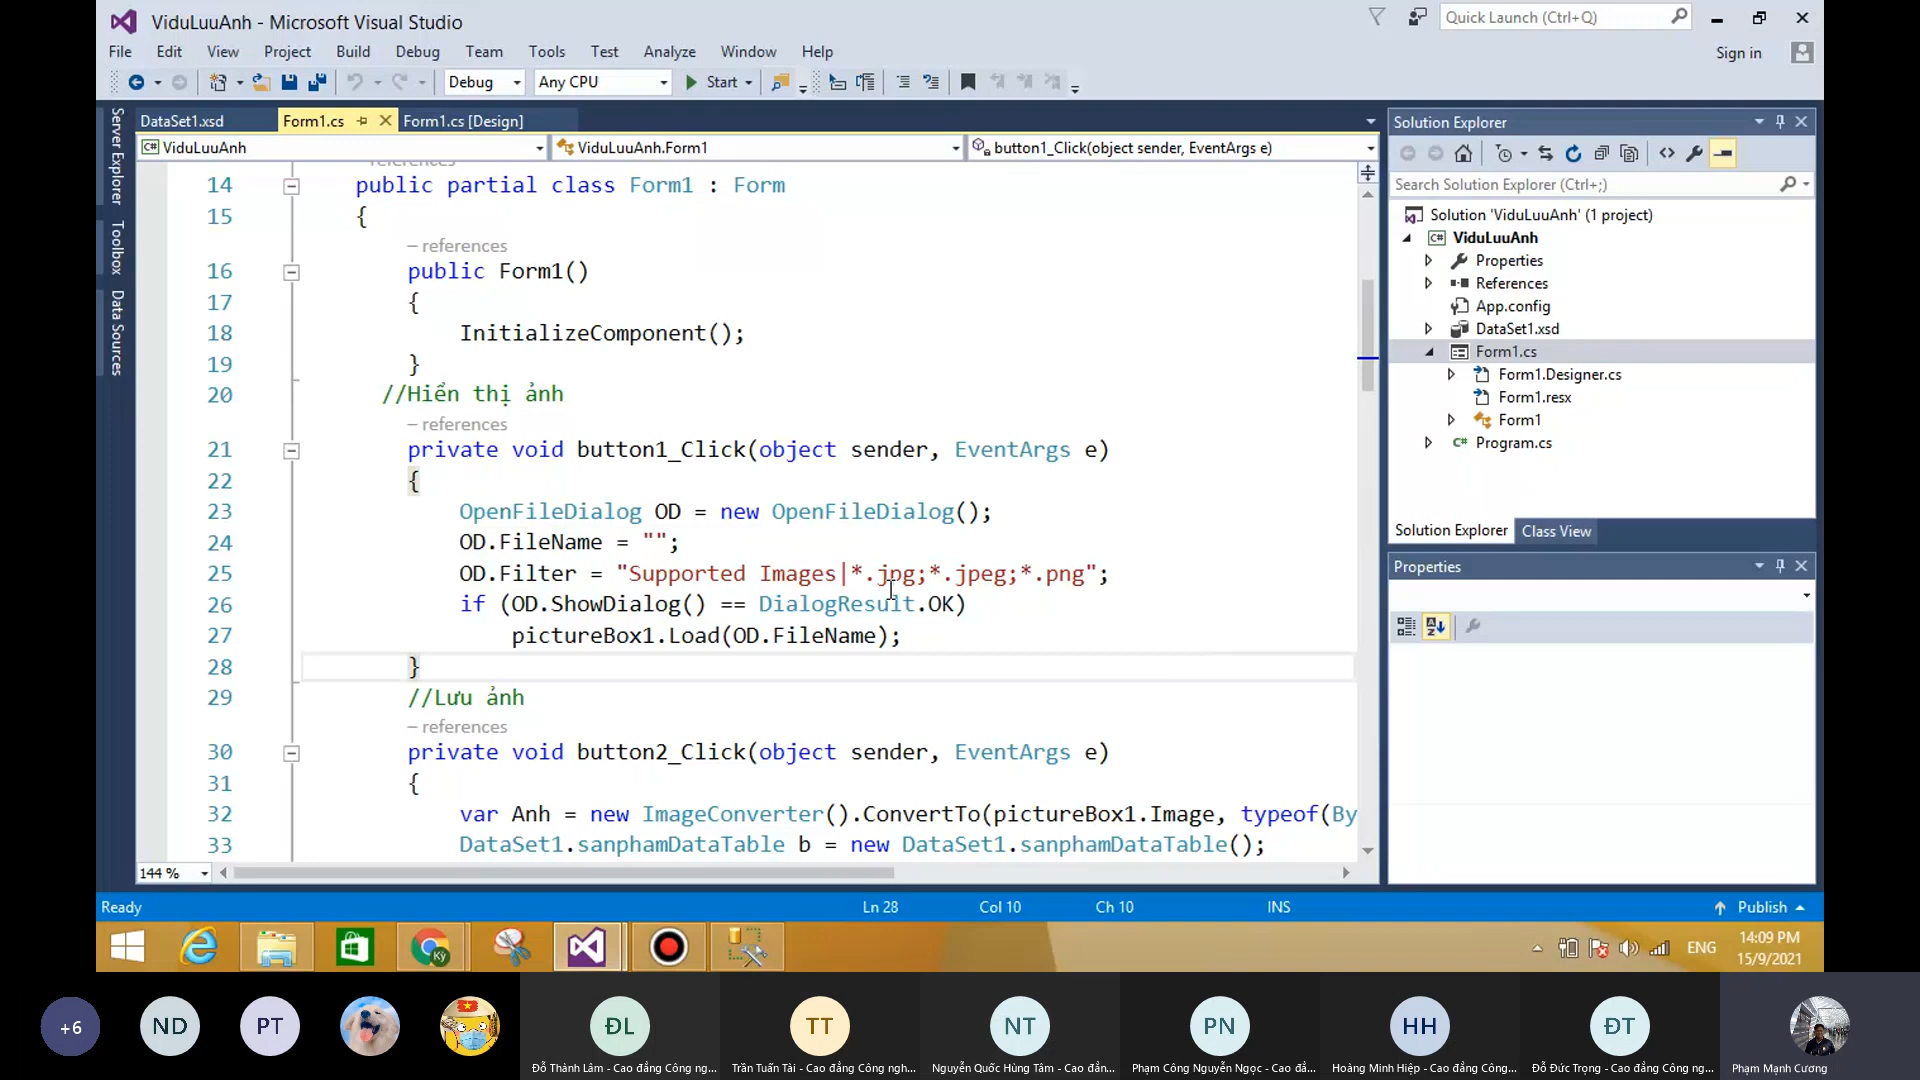 ViduLuuAnh - Microsoft Visual Studio
Quick Launch (Ctrl+Q)
File Edit View Project Build Debug Team Tools Test Analyze Window Help
Sign in
Debug Any CPU Start
DataSet1.xsd Form1.cs Form1.cs [Design]
ViduLuuAnh ViduLuuAnh.Form1 button1_Click(object sender, EventArgs e)
Server Explorer
Toolbox
Data Sources
references
14 public partial class Form1 : Form
15 {
– references
16 public Form1()
17 {
18 InitializeComponent();
19 }
20 //Hiển thị ảnh
– references
21 private void button1_Click(object sender, EventArgs e)
22 {
23 OpenFileDialog OD = new OpenFileDialog();
24 OD.FileName = "";
25 OD.Filter = "Supported Images|*.jpg;*.jpeg;*.png";
26 if (OD.ShowDialog() == DialogResult.OK)
27 pictureBox1.Load(OD.FileName);
28 }
29 //Lưu ảnh
– references
30 private void button2_Click(object sender, EventArgs e)
31 {
32 var Anh = new ImageConverter().ConvertTo(pictureBox1.Image, typeof(By
33 DataSet1.sanphamDataTable b = new DataSet1.sanphamDataTable();
144 %
Solution Explorer
Search Solution Explorer (Ctrl+;)
Solution 'ViduLuuAnh' (1 project)
C# ViduLuuAnh
Properties
References
App.config
DataSet1.xsd
Form1.cs
Form1.Designer.cs
Form1.resx
Form1
C# Program.cs
Solution Explorer Class View
Properties
Ready Ln 28 Col 10 Ch 10 INS Publish
Kỳ
ENG
14:09 PM
15/9/2021
+6 ND PT ĐL TT NT PN HH ĐT
Đỗ Thành Lâm - Cao đẳng Công ng...
Trần Tuấn Tài - Cao đẳng Công ngh...
Nguyễn Quốc Hùng Tâm - Cao đẳn...
Phạm Công Nguyễn Ngọc - Cao đẳ...
Hoàng Minh Hiệp - Cao đẳng Công...
Đỗ Đức Trọng - Cao đẳng Công ng...
Phạm Mạnh Cương